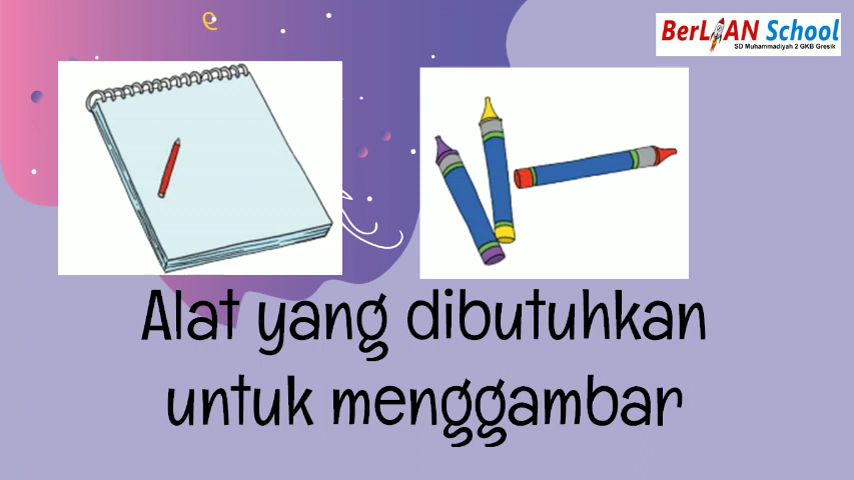 BerLIAN School
SD Muhammadiyah 2 GKB Gresik
Alat yang dibutuhkan
untuk menggambar